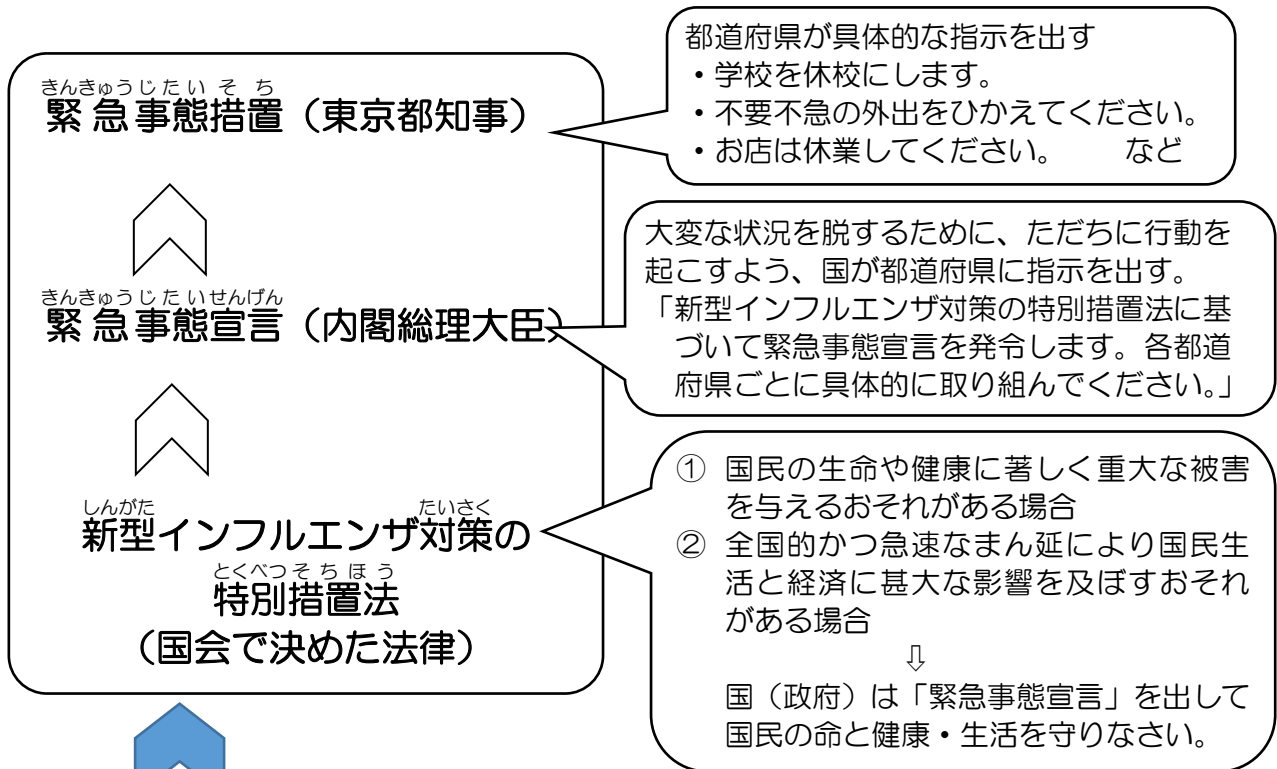 都道府県が具体的な指示を出す
・学校を休校にします。
・不要不急の外出をひかえてください。
・お店は休業してください。 など
きんきゅうじたいそち
緊急事態措置（東京都知事）
大変な状況を脱するために、ただちに行動を
起こすよう、国が都道府県に指示を出す。
「新型インフルエンザ対策の特別措置法に基
づいて緊急事態宣言を発令します。各都道
府県ごとに具体的に取り組んでください。」
きんきゅうじたいせんげん
緊急事態宣言（内閣総理大臣）
① 国民の生命や健康に著しく重大な被害
を与えるおそれがある場合
② 全国的かつ急速なまん延により国民生
活と経済に甚大な影響を及ぼすおそれ
がある場合
⇩
国（政府）は「緊急事態宣言」を出して
国民の命と健康・生活を守りなさい。
しんがた たいさく
新型インフルエンザ対策の
とくべつそちほう
特別措置法
（国会で決めた法律）